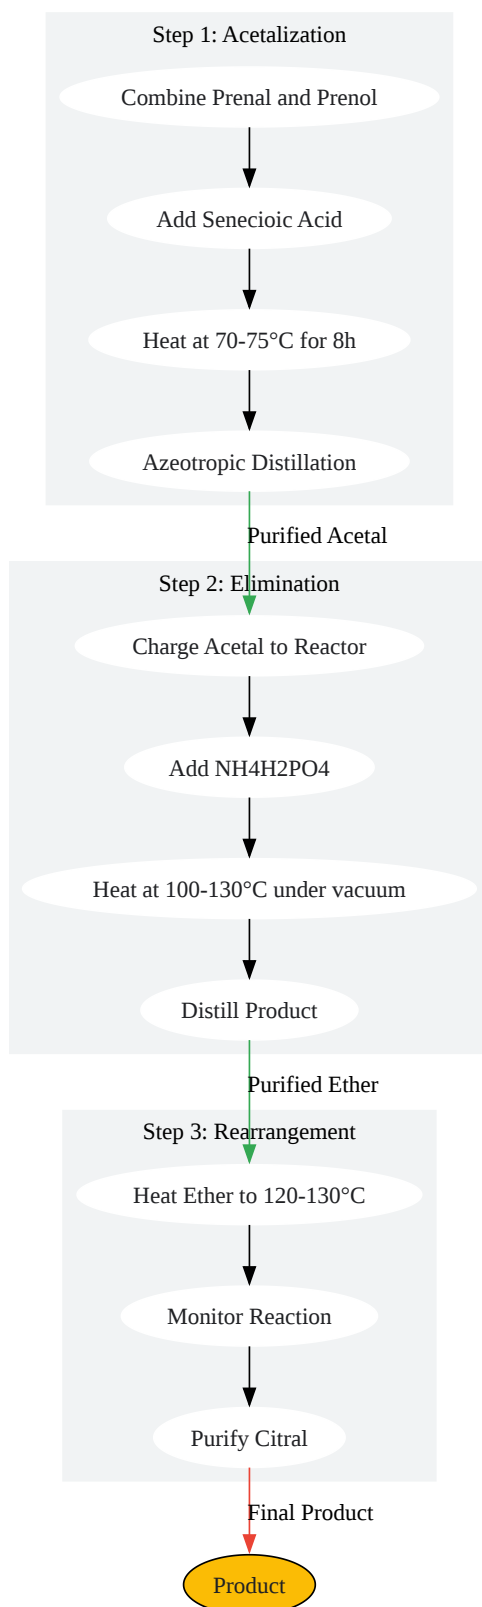 Step 1: Acetalization
Combine Prenal and Prenol
Add Senecioic Acid
Heat at 70-75°C for 8h
Azeotropic Distillation
Purified Acetal
Step 2: Elimination
Charge Acetal to Reactor
Add NH4H2PO4
Heat at 100-130°C under vacuum
Distill Product
Purified Ether
Step 3: Rearrangement
Heat Ether to 120-130°C
Monitor Reaction
Purify Citral
Final Product
Product